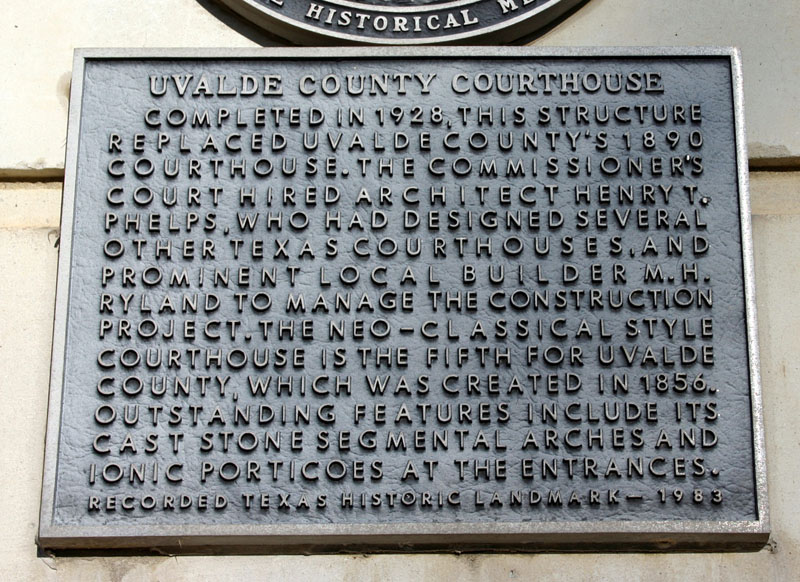 HISTORICAL ME
UVALDE COUNTY COURTHOUSE
COMPLETED IN 1928, THIS STRUCTURE
REPLACED UVALDE COUNTY'S 1890
COURTHOUSE. THE COMMISSIONER'S
COURT HIRED ARCHITECT HENRY T.
PHELPS, WHO HAD DESIGNED SEVERAL
OTHER TEXAS COURTHOUSES, AND
PROMINENT LOCAL BUILDER M.H.
RYLAND TO MANAGE THE CONSTRUCTION
PROJECT. THE NEO-CLASSICAL STYLE
COURTHOUSE IS THE FIFTH FOR UVALDE
COUNTY, WHICH WAS CREATED IN 1856.
OUTSTANDING FEATURES INCLUDE ITS
CAST STONE SEGMENTAL ARCHES AND
IONIC PORTICOES AT THE ENTRANCES.
RECORDED TEXAS HISTORIC LANDMARK - 1983